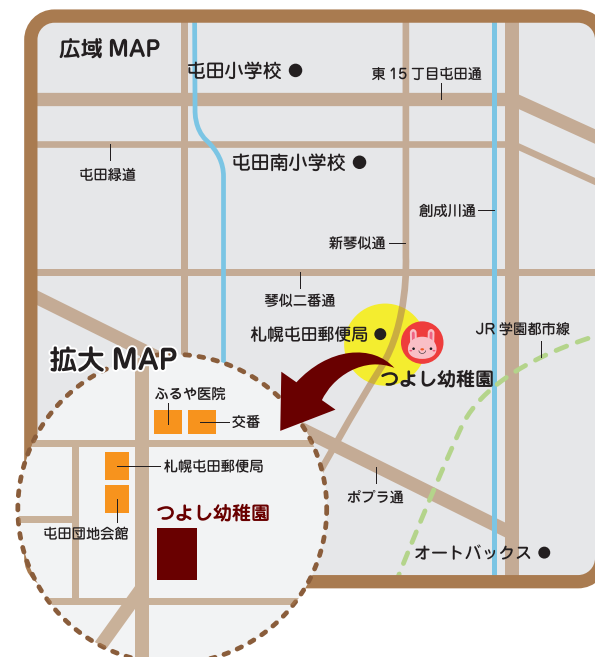 広域 MAP
屯田小学校
東15丁目屯田通
屯田緑道
屯田南小学校
創成川通
新琴似通
琴似二番通
札幌屯田郵便局
JR学園都市線
拡大 MAP
つよし幼稚園
ふるや医院
交番
札幌屯田郵便局
ポプラ通
つよし幼稚園
屯田団地会館
オートバックス